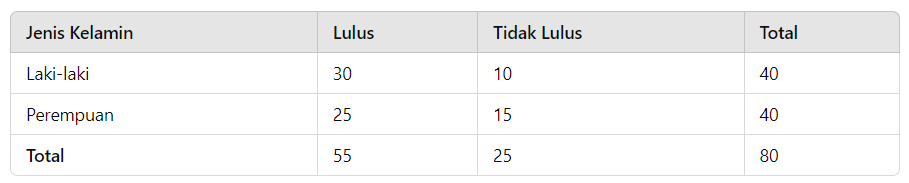 Jenis Kelamin Lulus Tidak Lulus Total
Laki-laki 30 10 40
Perempuan 25 15 40
Total 55 25 80